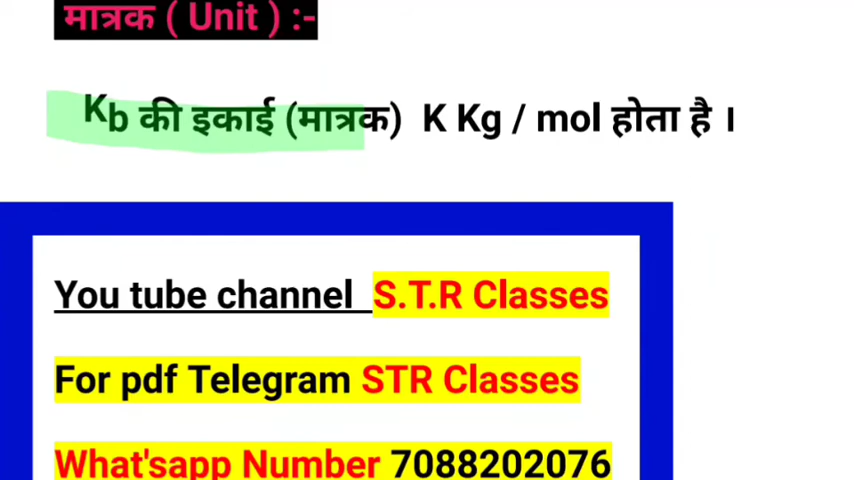 मात्रक ( Unit ) :-
Kb की इकाई (मात्रक) K Kg / mol होता है ।
You tube channel S.T.R Classes
For pdf Telegram STR Classes
What'sapp Number 7088202076